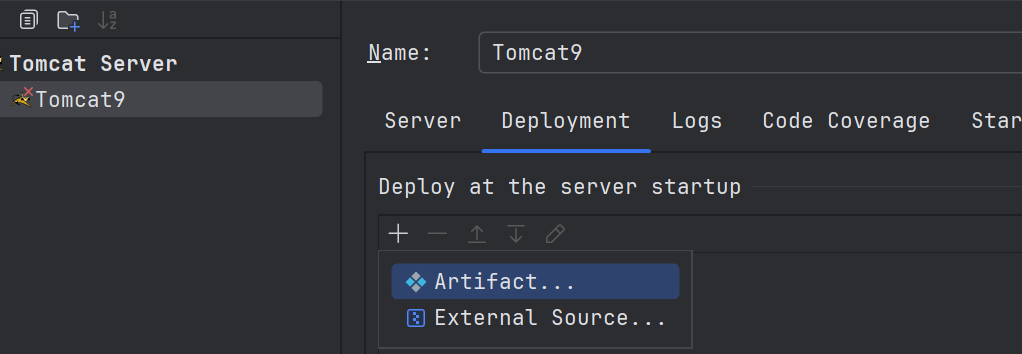 Tomcat Server
Tomcat9
Name:
Tomcat9
Server Deployment Logs Code Coverage Star
Deploy at the server startup
Artifact...
External Source...